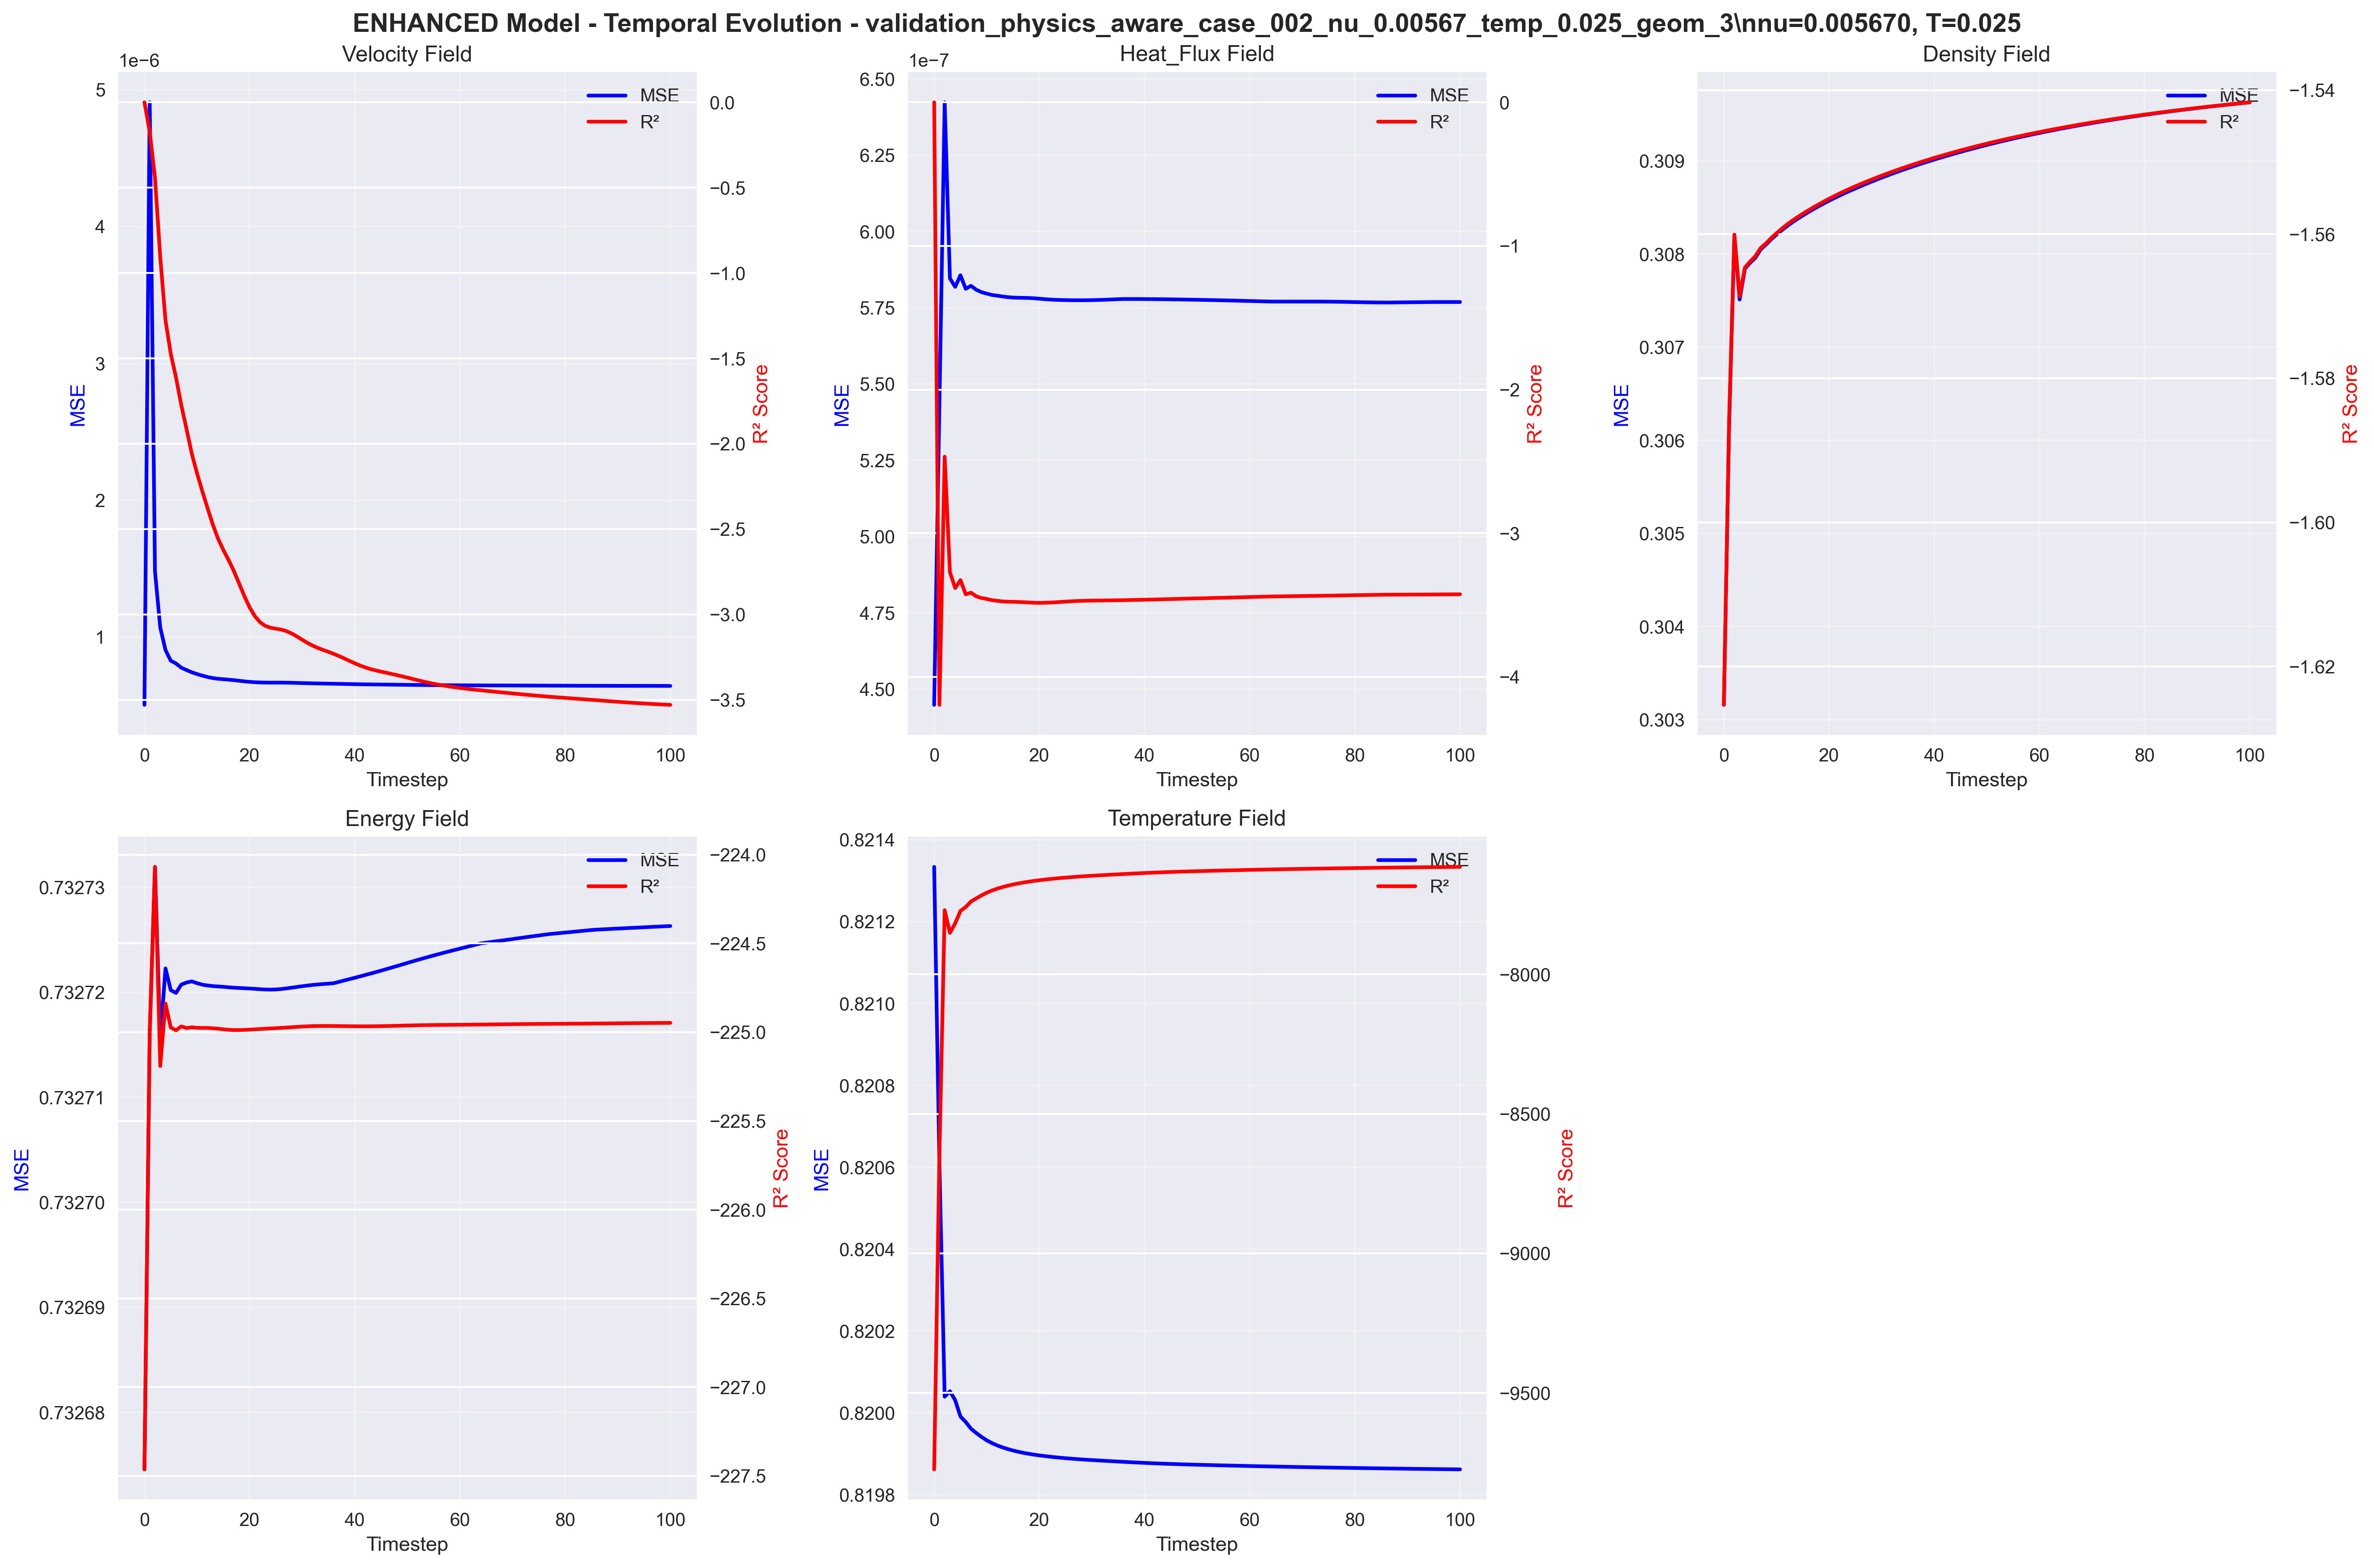 ENHANCED Model - Temporal Evolution - validation_physics_aware_case_002_nu_0.00567_temp_0.025_geom_3\nnu=0.005670, T=0.025
Velocity Field
1e−6
MSE
R²
5
4
3
2
1
MSE
0.0
−0.5
−1.0
−1.5
−2.0
−2.5
−3.0
−3.5
R² Score
0 20 40 60 80 100
Timestep
Heat_Flux Field
1e−7
MSE
R²
6.50
6.25
6.00
5.75
5.50
5.25
5.00
4.75
4.50
MSE
0
−1
−2
−3
−4
R² Score
0 20 40 60 80 100
Timestep
Density Field
MSE
R²
0.309
0.308
0.307
0.306
0.305
0.304
0.303
MSE
−1.54
−1.56
−1.58
−1.60
−1.62
R² Score
0 20 40 60 80 100
Timestep
Energy Field
MSE
R²
0.73273
0.73272
0.73271
0.73270
0.73269
0.73268
MSE
−224.0
−224.5
−225.0
−225.5
−226.0
−226.5
−227.0
−227.5
R² Score
0 20 40 60 80 100
Timestep
Temperature Field
MSE
R²
0.8214
0.8212
0.8210
0.8208
0.8206
0.8204
0.8202
0.8200
0.8198
MSE
−8000
−8500
−9000
−9500
R² Score
0 20 40 60 80 100
Timestep